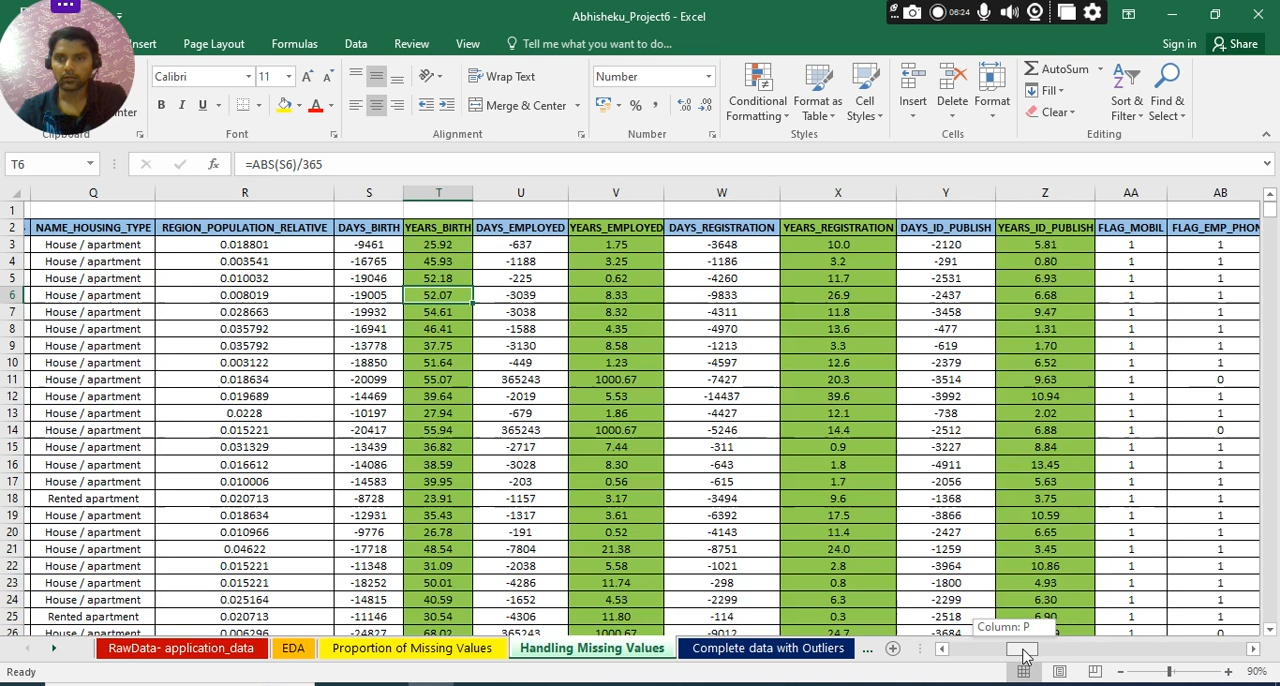 Abhisheku_Project6 - Excel
06:24
Insert Page Layout Formulas Data Review View Tell me what you want to do... Sign in Share
Calibri 11 Wrap Text Number AutoSum
B I U Merge & Center % Conditional Formatting Format as Table Cell Styles Insert Delete Format Fill Clear Sort & Filter Find & Select
Font Alignment Number Styles Cells Editing
T6 fx =ABS(S6)/365
Q R S T U V W X Y Z AA AB
1
2 NAME_HOUSING_TYPE REGION_POPULATION_RELATIVE DAYS_BIRTH YEARS_BIRTH DAYS_EMPLOYED YEARS_EMPLOYED DAYS_REGISTRATION YEARS_REGISTRATION DAYS_ID_PUBLISH YEARS_ID_PUBLISH FLAG_MOBIL FLAG_EMP_PHON
3 House / apartment 0.018801 -9461 25.92 -637 1.75 -3648 10.0 -2120 5.81 1 1
4 House / apartment 0.003541 -16765 45.93 -1188 3.25 -1186 3.2 -291 0.80 1 1
5 House / apartment 0.010032 -19046 52.18 -225 0.62 -4260 11.7 -2531 6.93 1 1
6 House / apartment 0.008019 -19005 52.07 -3039 8.33 -9833 26.9 -2437 6.68 1 1
7 House / apartment 0.028663 -19932 54.61 -3038 8.32 -4311 11.8 -3458 9.47 1 1
8 House / apartment 0.035792 -16941 46.41 -1588 4.35 -4970 13.6 -477 1.31 1 1
9 House / apartment 0.035792 -13778 37.75 -3130 8.58 -1213 3.3 -619 1.70 1 1
10 House / apartment 0.003122 -18850 51.64 -449 1.23 -4597 12.6 -2379 6.52 1 1
11 House / apartment 0.018634 -20099 55.07 365243 1000.67 -7427 20.3 -3514 9.63 1 0
12 House / apartment 0.019689 -14469 39.64 -2019 5.53 -14437 39.6 -3992 10.94 1 1
13 House / apartment 0.0228 -10197 27.94 -679 1.86 -4427 12.1 -738 2.02 1 1
14 House / apartment 0.015221 -20417 55.94 365243 1000.67 -5246 14.4 -2512 6.88 1 0
15 House / apartment 0.031329 -13439 36.82 -2717 7.44 -311 0.9 -3227 8.84 1 1
16 House / apartment 0.016612 -14086 38.59 -3028 8.30 -643 1.8 -4911 13.45 1 1
17 House / apartment 0.010006 -14583 39.95 -203 0.56 -615 1.7 -2056 5.63 1 1
18 Rented apartment 0.020713 -8728 23.91 -1157 3.17 -3494 9.6 -1368 3.75 1 1
19 House / apartment 0.018634 -12931 35.43 -1317 3.61 -6392 17.5 -3866 10.59 1 1
20 House / apartment 0.010966 -9776 26.78 -191 0.52 -4143 11.4 -2427 6.65 1 1
21 House / apartment 0.04622 -17718 48.54 -7804 21.38 -8751 24.0 -1259 3.45 1 1
22 House / apartment 0.015221 -11348 31.09 -2038 5.58 -1021 2.8 -3964 10.86 1 1
23 House / apartment 0.015221 -18252 50.01 -4286 11.74 -298 0.8 -1800 4.93 1 1
24 House / apartment 0.025164 -14815 40.59 -1652 4.53 -2299 6.3 -2299 6.30 1 1
25 Rented apartment 0.020713 -11146 30.54 -4306 11.80 -114 0.3 -2518 6.90 1 1
26 House / apartment 0.006296 -24827 68.02 365243 1000.67 -9012 24.7 -3684
Column: P
RawData- application_data EDA Proportion of Missing Values Handling Missing Values Complete data with Outliers ...
Ready 90%